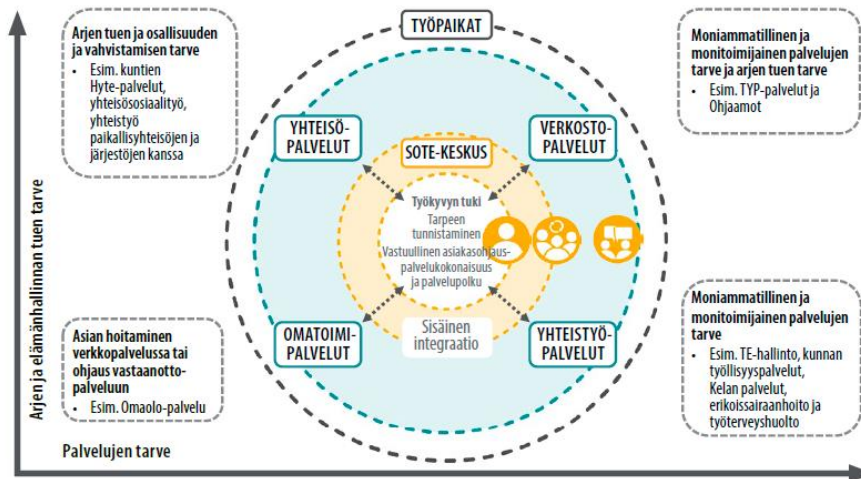 TYÖPAIKAT
Arjen tuen ja osallisuuden
ja vahvistamisen tarve
• Esim. kuntien
Hyte-palvelut,
yhteisösosiaalityö,
yhteistyö
paikallisyhteisöjen ja
järjestöjen kanssa
Moniammatillinen ja
monitoimijainen palvelujen
tarve ja arjen tuen tarve
• Esim. TYP-palvelut ja
Ohjaamot
YHTEISÖ-
PALVELUT
SOTE-KESKUS
VERKOSTO-
PALVELUT
Työkyvyn tuki
Tarpeen
tunnistaminen
Vastuullinen asiakasohjaus-
palvelukokonaisuus
ja palvelupolku
OMATOIMI-
PALVELUT
Sisäinen
integraatio
YHTEISTYÖ-
PALVELUT
Asian hoitaminen
verkkopalvelussa tai
ohjaus vastaanotto-
palveluun
• Esim. Omaolo-palvelu
Moniammatillinen ja
monitoimijainen palvelujen
tarve
• Esim. TE-hallinto, kunnan
työllisyyspalvelut,
Kelan palvelut,
erikoissairaanhoito ja
työterveyshuolto
Arjen ja elämänhallinnan tuen tarve
Palvelujen tarve